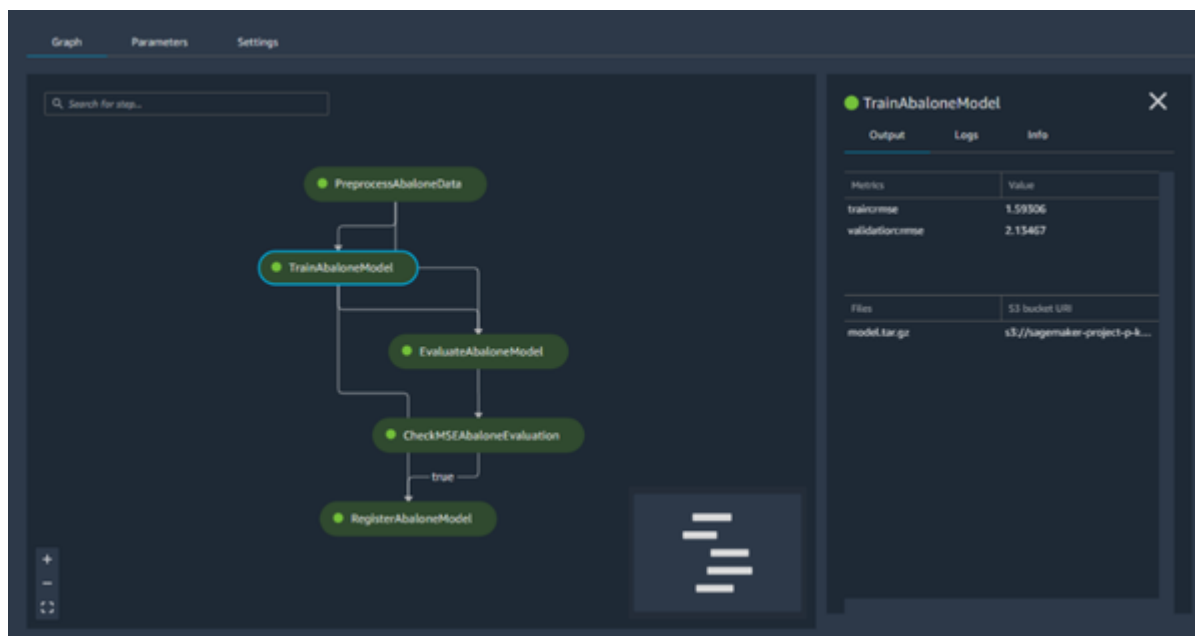 Graph Parameters Settings
Search for step...
PreprocessAbaloneData
TrainAbaloneModel
EvaluateAbaloneModel
CheckMSEAbaloneEvaluation
true
RegisterAbaloneModel
+
−
TrainAbaloneModel
Output Logs Info
Metrics Value
train:rmse 1.59306
validation:rmse 2.13467
Files S3 bucket URI
model.tar.gz s3://sagemaker-project-p-k...